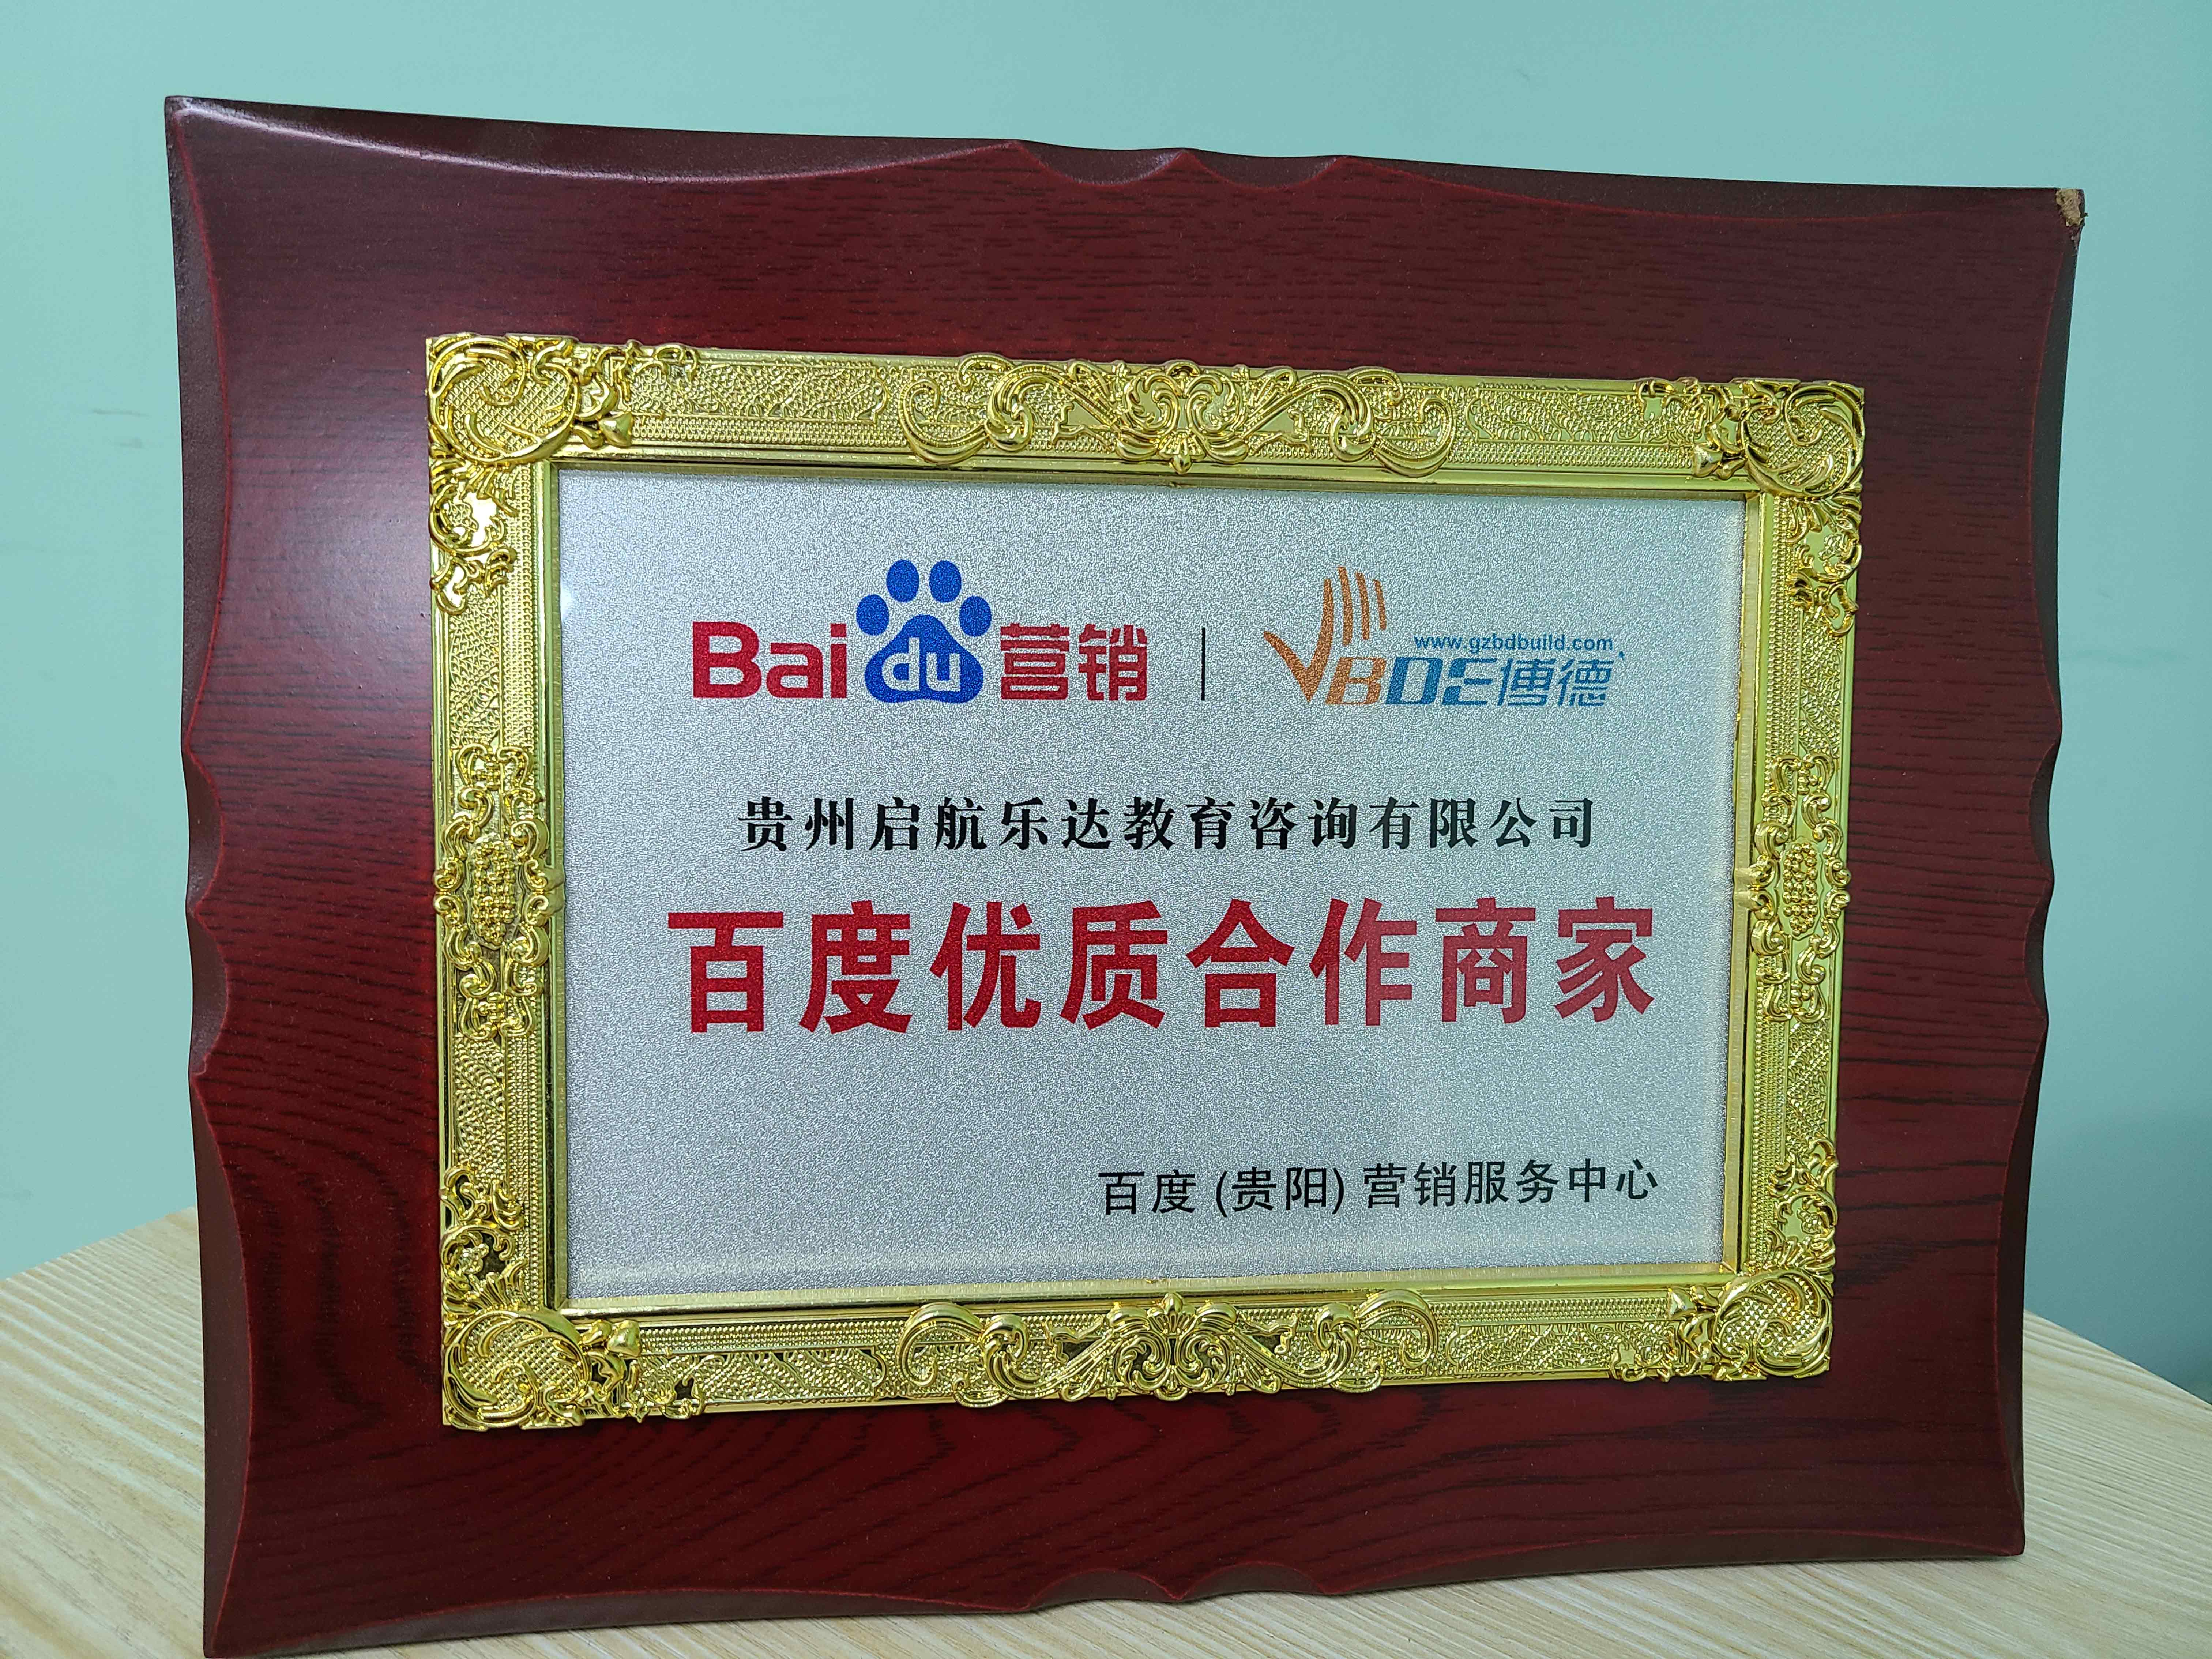 Baidu营销 | www.gzbdbuild.com
BDE博德
贵州启航乐达教育咨询有限公司
百度优质合作商家
百度(贵阳)营销服务中心